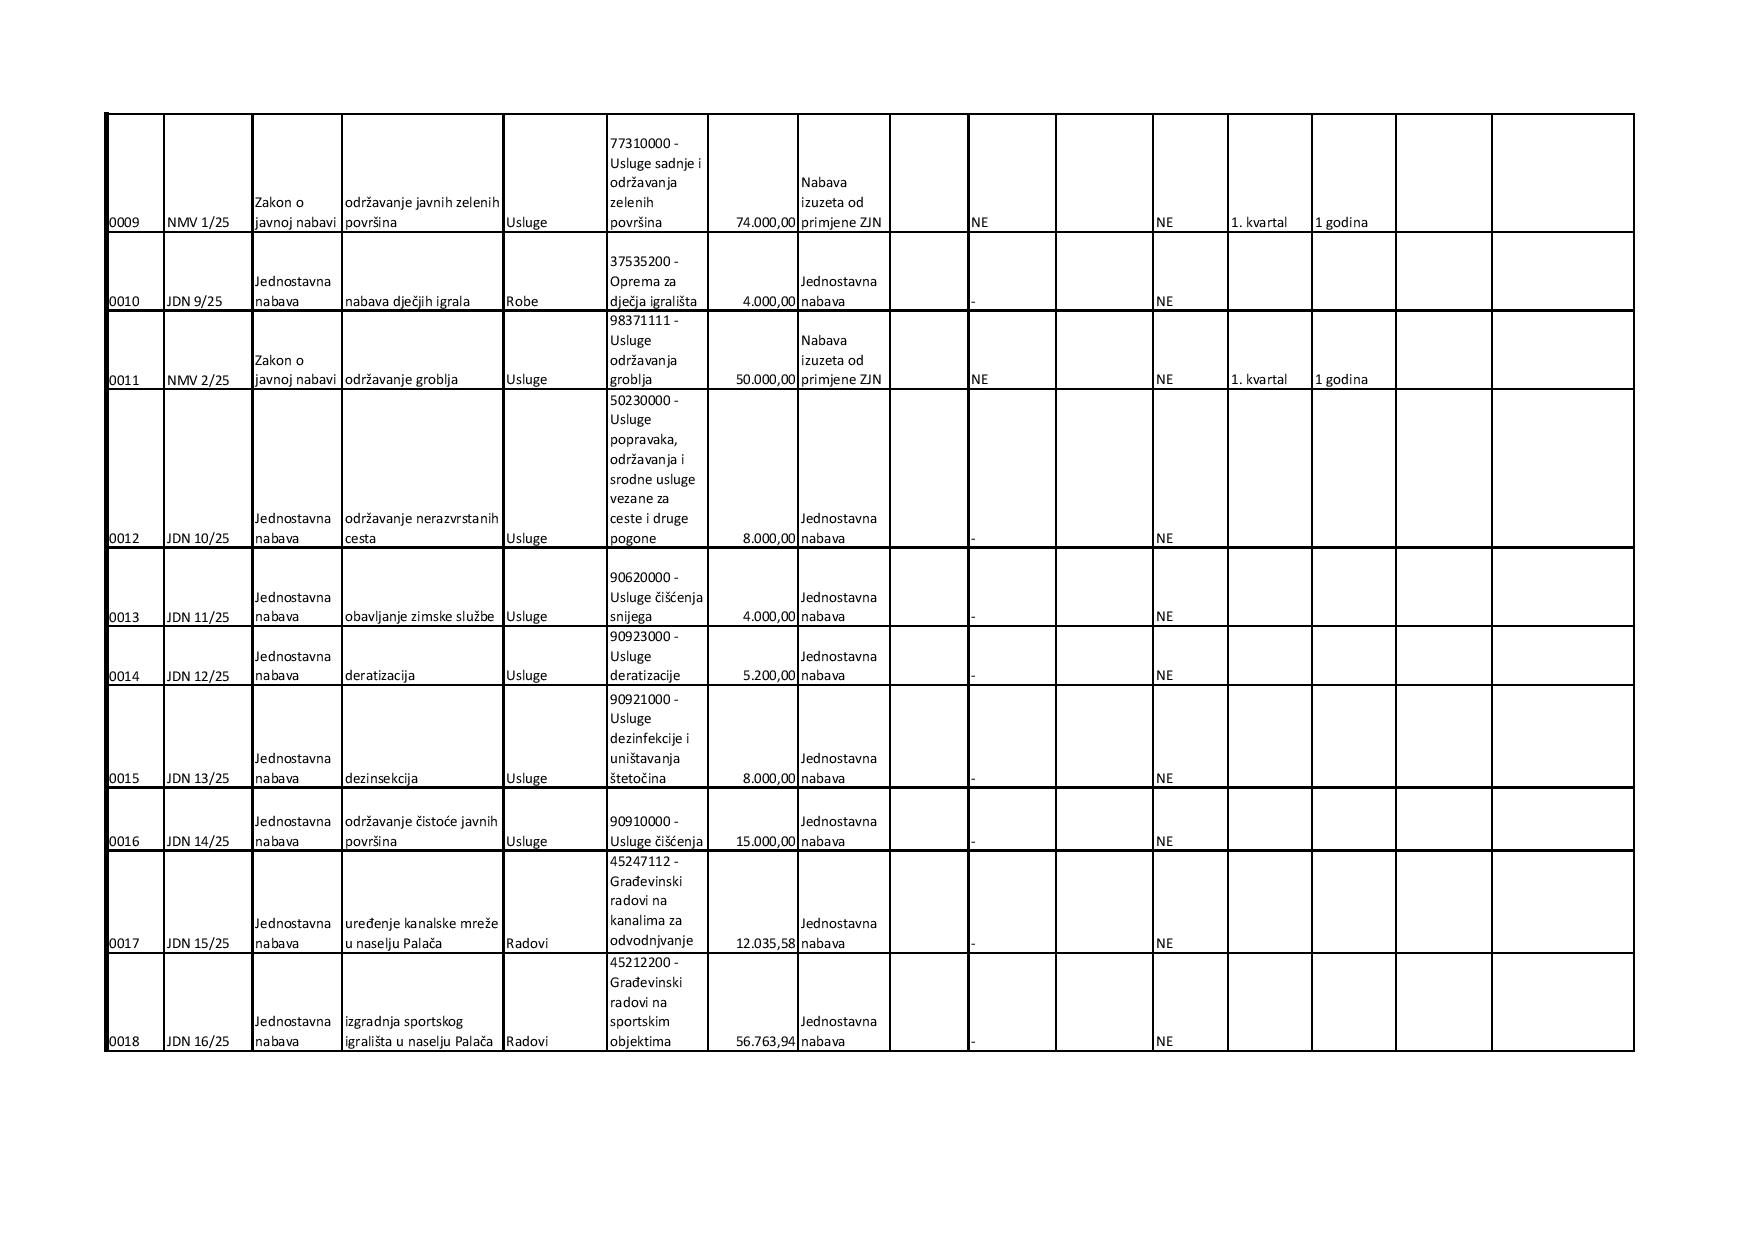 0009 NMV 1/25 Zakon o javnoj nabavi održavanje javnih zelenih površina Usluge 77310000 - Usluge sadnje i održavanja zelenih površina 74.000,00 Nabava izuzeta od primjene ZJN NE NE 1. kvartal 1 godina
0010 JDN 9/25 Jednostavna nabava nabava dječjih igrala Robe 37535200 - Oprema za dječja igrališta 4.000,00 Jednostavna nabava - NE
0011 NMV 2/25 Zakon o javnoj nabavi održavanje groblja Usluge 98371111 - Usluge održavanja groblja 50.000,00 Nabava izuzeta od primjene ZJN NE NE 1. kvartal 1 godina
0012 JDN 10/25 Jednostavna nabava održavanje nerazvrstanih cesta Usluge 50230000 - Usluge popravaka, održavanja i srodne usluge vezane za ceste i druge pogone 8.000,00 Jednostavna nabava - NE
0013 JDN 11/25 Jednostavna nabava obavljanje zimske službe Usluge 90620000 - Usluge čišćenja snijega 4.000,00 Jednostavna nabava - NE
0014 JDN 12/25 Jednostavna nabava deratizacija Usluge 90923000 - Usluge deratizacije 5.200,00 Jednostavna nabava - NE
0015 JDN 13/25 Jednostavna nabava dezinsekcija Usluge 90921000 - Usluge dezinfekcije i uništavanja štetočina 8.000,00 Jednostavna nabava - NE
0016 JDN 14/25 Jednostavna nabava održavanje čistoće javnih površina Usluge 90910000 - Usluge čišćenja 15.000,00 Jednostavna nabava - NE
0017 JDN 15/25 Jednostavna nabava uređenje kanalske mreže u naselju Palača Radovi 45247112 - Građevinski radovi na kanalima za odvodnjvanje 12.035,58 Jednostavna nabava - NE
0018 JDN 16/25 Jednostavna nabava izgradnja sportskog igrališta u naselju Palača Radovi 45212200 - Građevinski radovi na sportskim objektima 56.763,94 Jednostavna nabava - NE